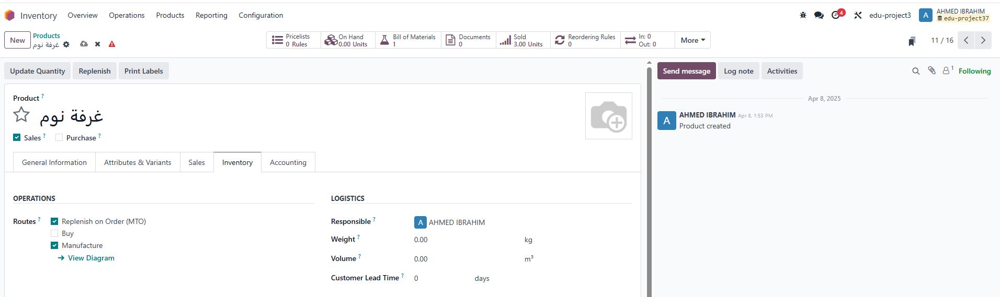 Inventory Overview Operations Products Reporting Configuration 4 edu-project3 A AHMED IBRAHIM
edu-project37
New Products
غرفة نوم
Pricelists
0 Rules
On Hand
0.00 Units
Bill of Materials
1
Documents
0
Sold
3.00 Units
Reordering Rules
0
In: 0
Out: 0
More
11 / 16
Update Quantity Replenish Print Labels
Send message Log note Activities 1 Following
Product ?
غرفة نوم
Sales ? Purchase ?
Apr 8, 2025
A AHMED IBRAHIM Apr 8, 1:53 PM
Product created
General Information Attributes & Variants Sales Inventory Accounting
OPERATIONS
Routes ? Replenish on Order (MTO)
Buy
Manufacture
View Diagram
LOGISTICS
Responsible ? A AHMED IBRAHIM
Weight ? 0.00 kg
Volume ? 0.00 m³
Customer Lead Time ? 0 days